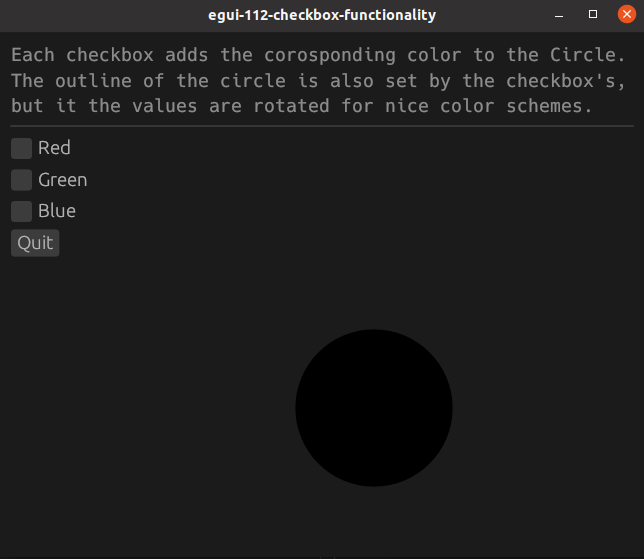 egui-112-checkbox-functionality
Each checkbox adds the corosponding color to the Circle.
The outline of the circle is also set by the checkbox's,
but it the values are rotated for nice color schemes.
Red
Green
Blue
Quit